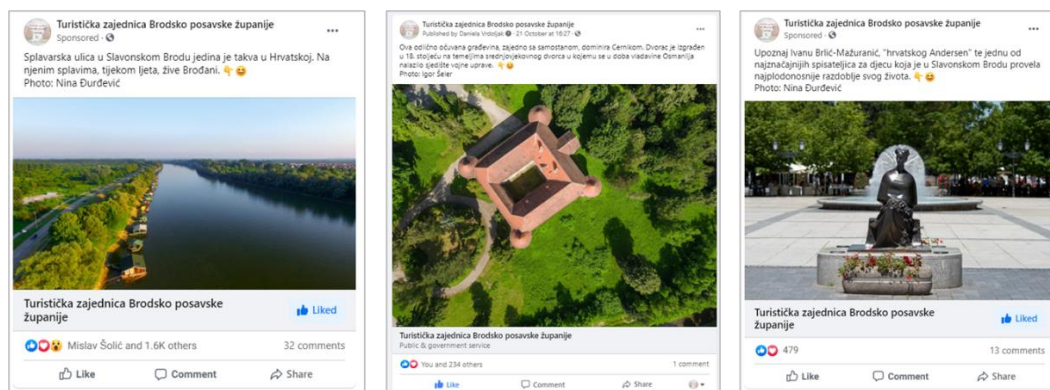 Turistička zajednica Brodsko posavske županije
Sponsored ·
Splavarska ulica u Slavonskom Brodu jedina je takva u Hrvatskoj. Na
njenim splavima, tijekom ljeta, žive Brođani.
Photo: Nina Đurđević
Turistička zajednica Brodsko posavske
županije
Liked
Mislav Šolić and 1.6K others
32 comments
Like
Comment
Share
Turistička zajednica Brodsko posavske županije
Published by Daniela Vrdoljak · 21 October at 16:27 ·
Ova odlično očuvana građevina, zajedno sa samostanom, dominira Cernikom. Dvorac je izgrađen
u 18. stoljeću na temeljima srednjovjekovnog dvorca u kojemu se u doba vladavine Osmanlija
nalazilo sjedište vojne uprave.
Photo: Igor Šeler
Turistička zajednica Brodsko posavske županije
Public & government service
You and 234 others
1 comment
Like
Comment
Share
Turistička zajednica Brodsko posavske županije
Sponsored ·
Upoznaj Ivanu Brlić-Mažuranić, "hrvatskog Andersen" te jednu od
najznačajnijih spisateljica za djecu koja je u Slavonskom Brodu provela
najplodonosnije razdoblje svog života.
Photo: Nina Đurđević
Turistička zajednica Brodsko posavske
županije
Liked
479
13 comments
Like
Comment
Share